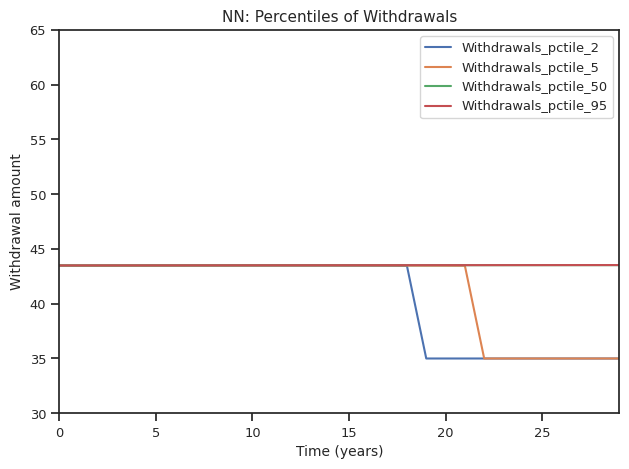 NN: Percentiles of Withdrawals
Withdrawals_pctile_2
Withdrawals_pctile_5
Withdrawals_pctile_50
Withdrawals_pctile_95
Withdrawal amount
65
60
55
50
45
40
35
30
0 5 10 15 20 25
Time (years)